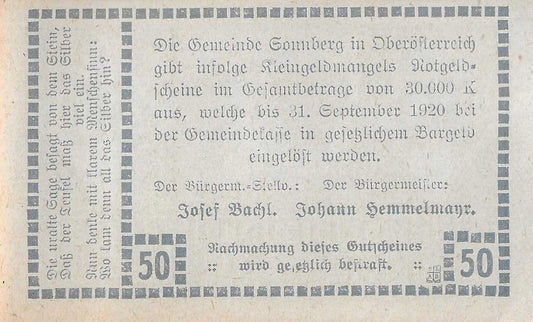 Die Gemeinde Sonnberg in Oberösterreich
gibt infolge Kleingeldmangels Notgeld-
scheine im Gesamtbetrage von 30.000 K
aus, welche bis 31. September 1920 bei
der Gemeindekasse in gesetzlichem Bargeld
eingelöst werden.
Der Bürgerm.-Stellv.: Der Bürgermeister:
Josef Bachl. Johann Hemmelmayr.
Nachmachung dieses Gutscheines
:: wird gesetzlich bestraft. ::
50
50
Die uralte Sage besagt von dem Stein,
Daß der Teufel maß hier das Silber
viel ein.
Nun denke mit klarem Menschensinn:
Wo kam denn all das Silber hin?